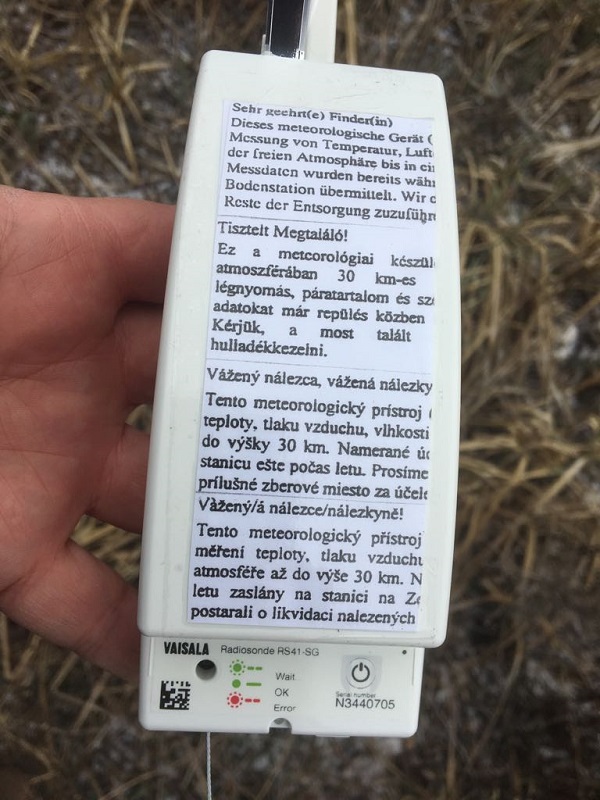 Sehr geehrt(e) Finder(in)
Dieses meteorologische Gerät (
Messung von Temperatur, Luft
der freien Atmosphäre bis in ei
Messdaten wurden bereits wäh
Bodenstation übermittelt. Wir
Reste der Entsorgung zuzuführ
Tisztelt Megtaláló!
Ez a meteorológiai készül
atmoszférában 30 km-es
légnyomás, páratartalom és sz
adatokat már repülés közben
Kérjük, a most talált
hulladékkezelni.
Vážený nálezca, vážená nálezky
Tento meteorologický prístroj
teploty, tlaku vzduchu, vlhkosti
do výšky 30 km. Namerané úd
stanicu ešte počas letu. Prosíme
príslušné zberové miesto za účele
Vážený/á nálezce/nálezkyně!
Tento meteorologický přístroj
měření teploty, tlaku vzduchu
atmosféře až do výše 30 km. N
letu zaslány na stanici na Ze
postarali o likvidaci nalezených
VAISALA Radiosonde RS41-SG
Wait
OK
Error
Serial number
N3440705